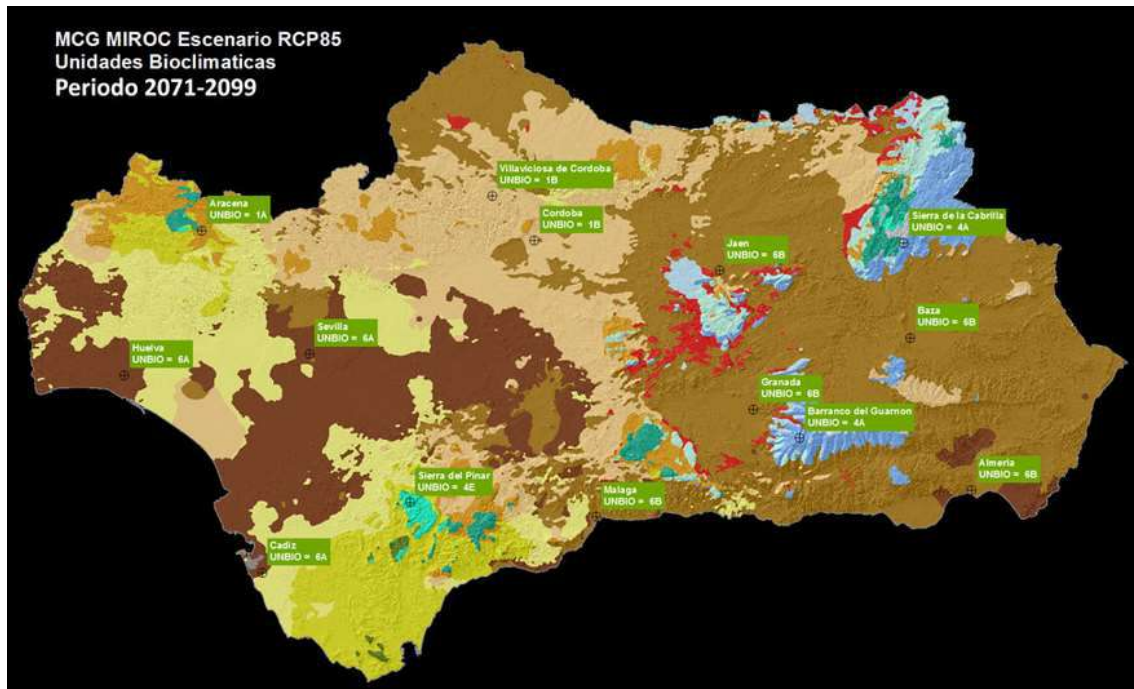 MCG MIROC Escenario RCP85
Unidades Bioclimaticas
Periodo 2071-2099
Villaviciosa de Cordoba
UNBIO = 1B
Aracena
UNBIO = 1A
Cordoba
UNBIO = 1B
Sierra de la Cabrilla
UNBIO = 4A
Jaen
UNBIO = 6B
Baza
UNBIO = 6B
Sevilla
UNBIO = 6A
Huelva
UNBIO = 6A
Granada
UNBIO = 6B
Barranco del Guarnon
UNBIO = 4A
Almeria
UNBIO = 6B
Sierra del Pinar
UNBIO = 4E
Malaga
UNBIO = 6B
Cadiz
UNBIO = 6A